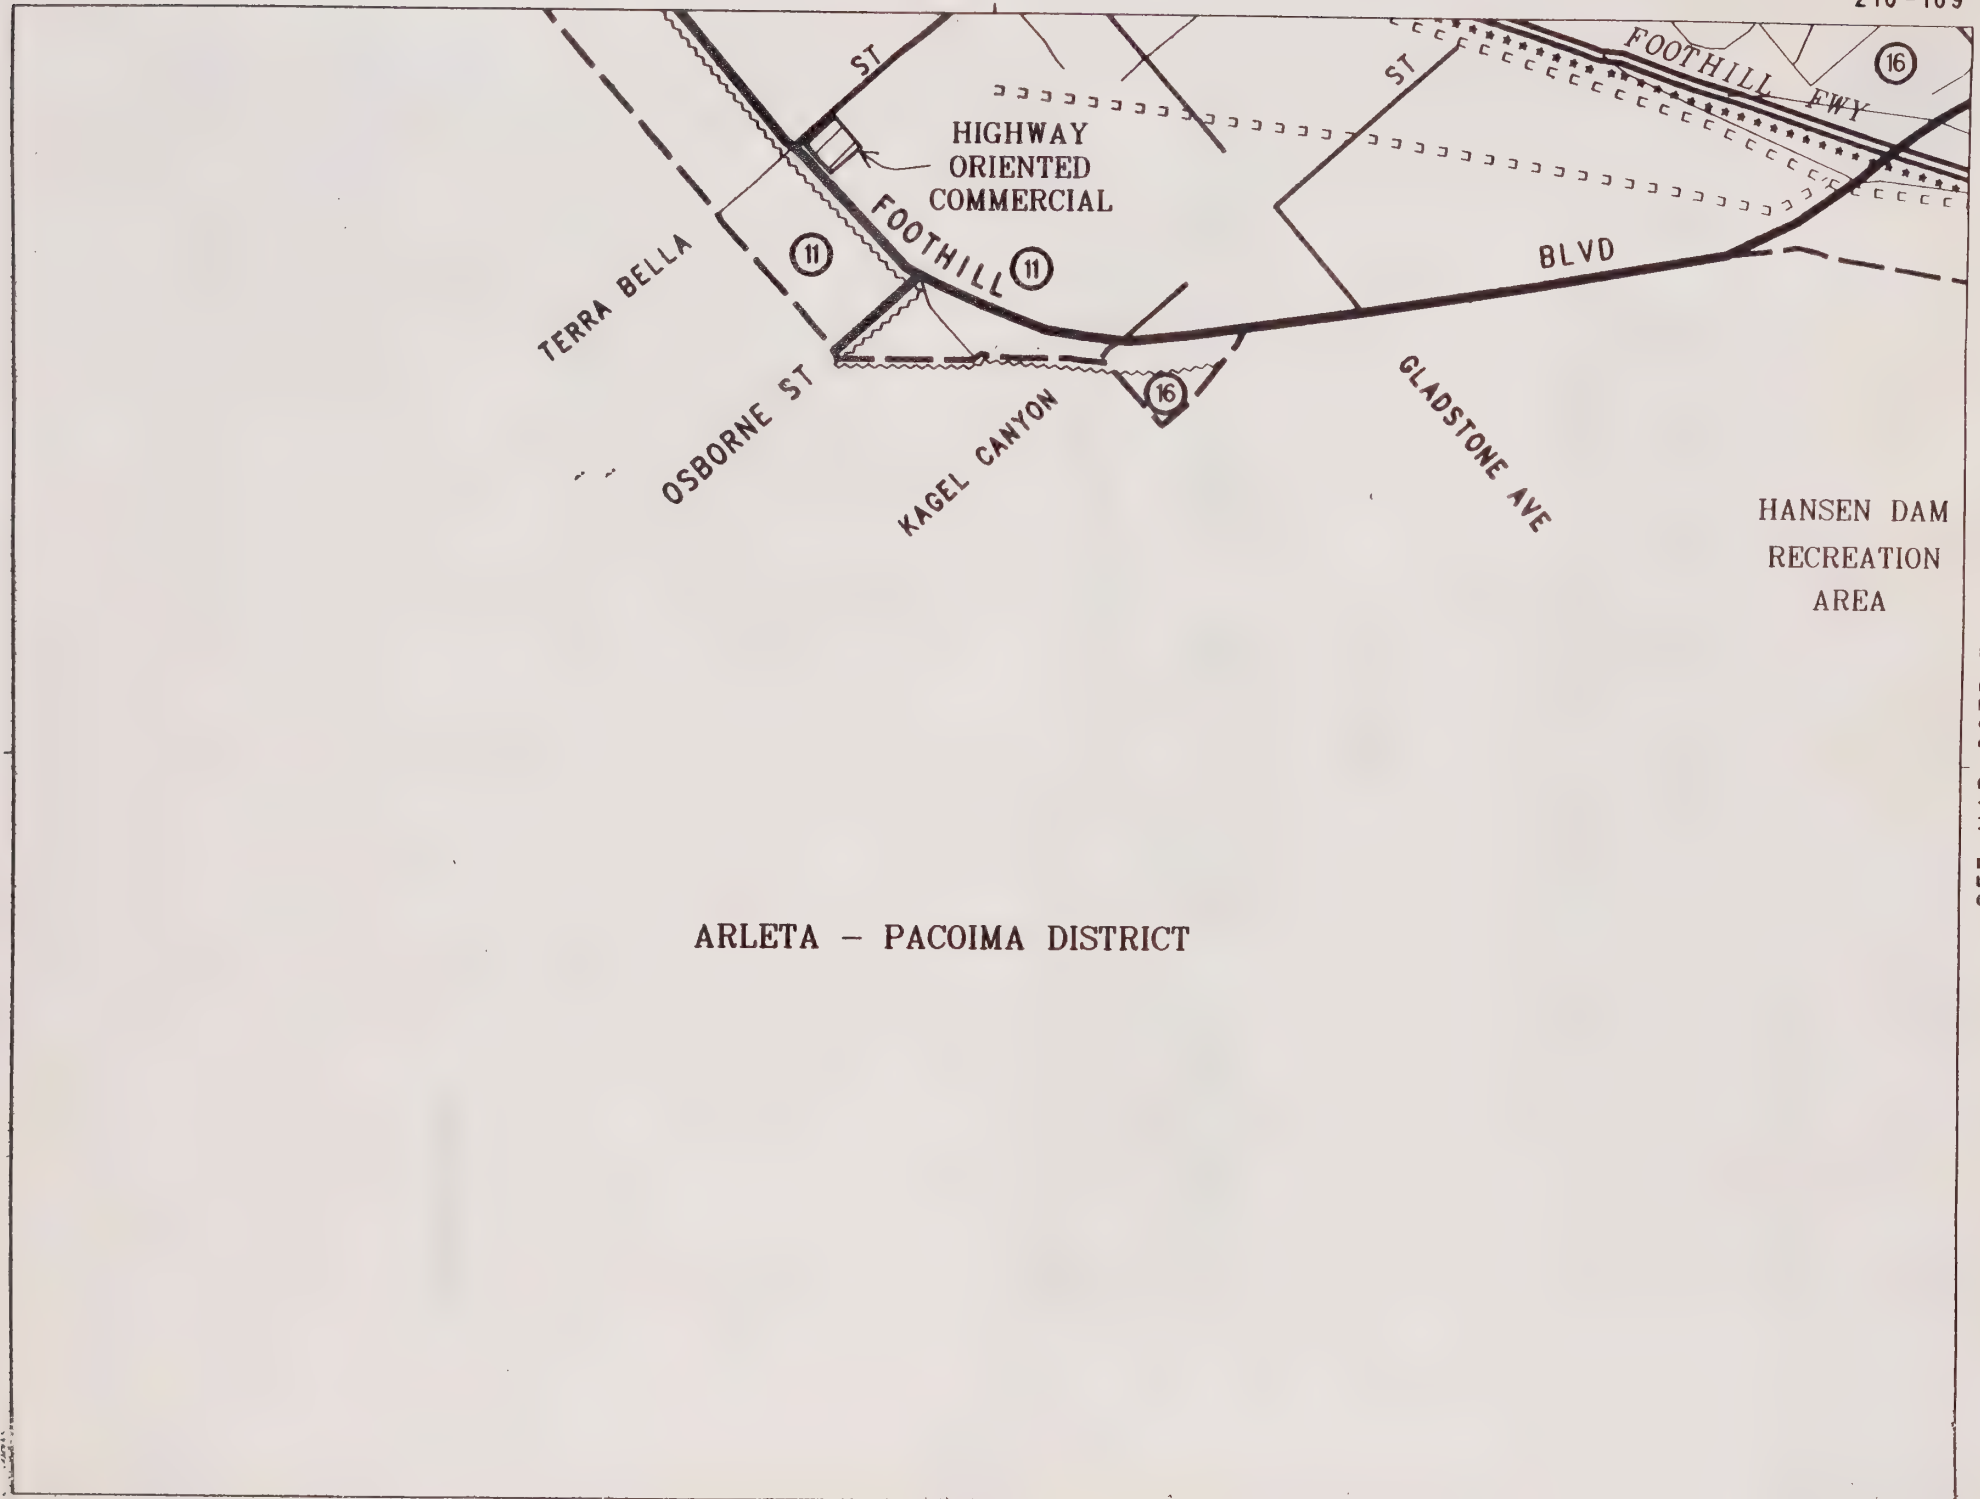 FOOTHILL FWY
16
ST
ST
HIGHWAY
ORIENTED
COMMERCIAL
FOOTHILL
BLVD
11
11
TERRA BELLA
OSBORNE ST
KAGEL CANYON
16
GLADSTONE AVE
HANSEN DAM
RECREATION
AREA
ARLETA – PACOIMA DISTRICT